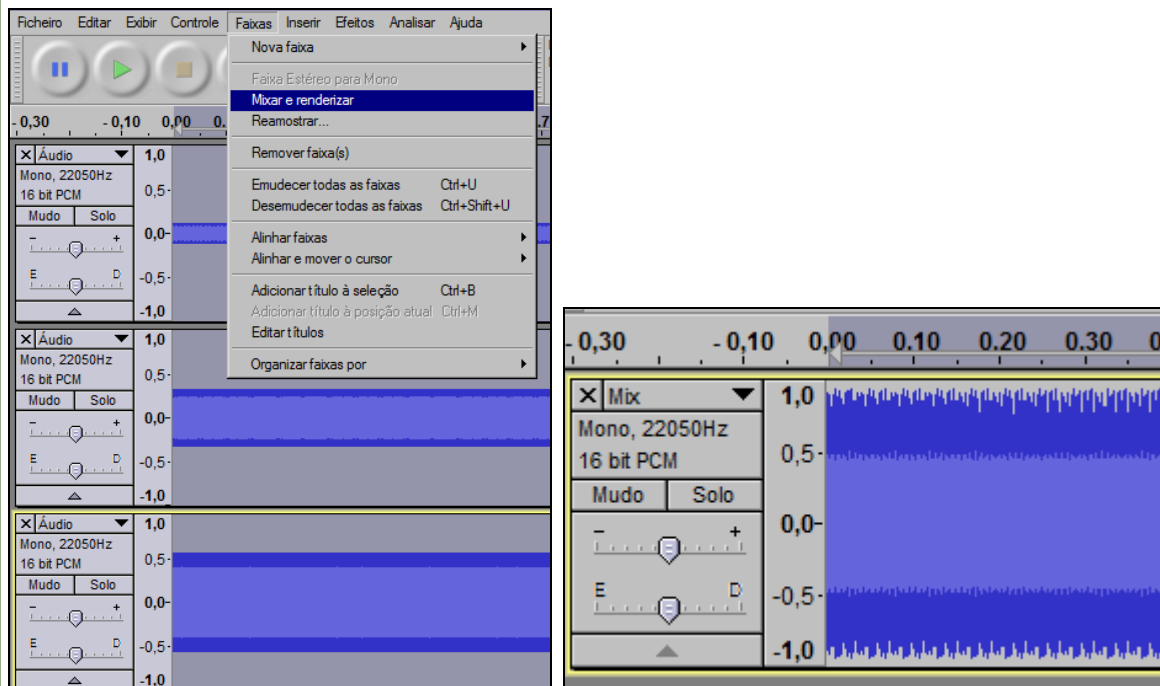 Ficheiro Editar Exibir Controle Faixas Inserir Efeitos Analisar Ajuda
Nova faixa
Faixa Estéreo para Mono
Mixar e renderizar
Reamostrar...
Remover faixa(s)
Emudecer todas as faixas Ctrl+U
Desemudecer todas as faixas Ctrl+Shift+U
Alinhar faixas
Alinhar e mover o cursor
Adicionar título à seleção Ctrl+B
Adicionar título à posição atual Ctrl+M
Editar títulos
Organizar faixas por
- 0,30 - 0,10 0,00 0.
Áudio 1,0
Mono, 22050Hz
16 bit PCM 0,5
Mudo Solo
- + 0,0
E D -0,5
-1,0
Áudio 1,0
Mono, 22050Hz
16 bit PCM 0,5
Mudo Solo
- + 0,0
E D -0,5
-1,0
Áudio 1,0
Mono, 22050Hz
16 bit PCM 0,5
Mudo Solo
- + 0,0
E D -0,5
-1,0
- 0,30 - 0,10 0,00 0.10 0.20 0.30
Mix 1,0
Mono, 22050Hz
16 bit PCM 0,5
Mudo Solo
- + 0,0
E D -0,5
-1,0